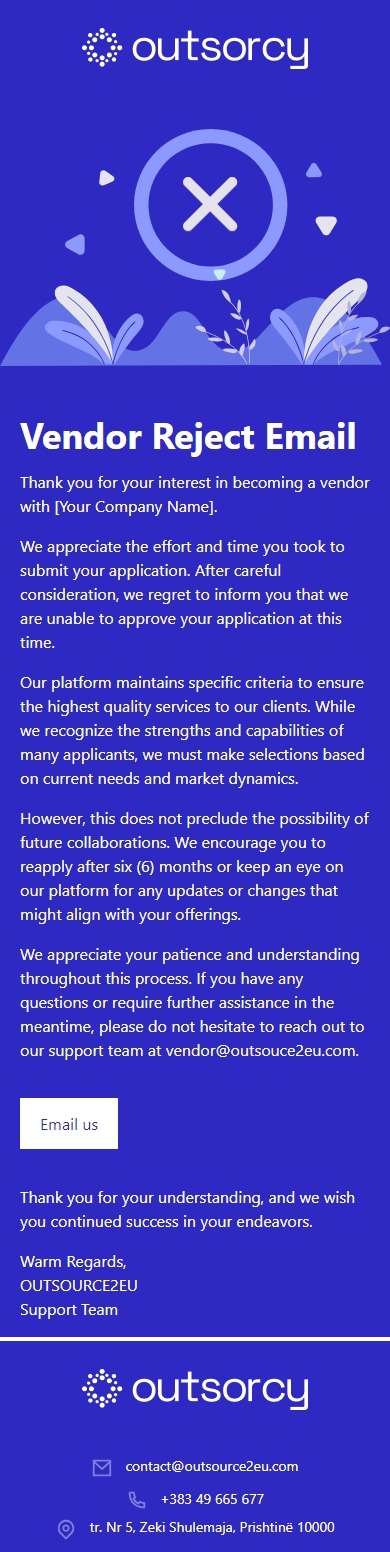 outsorcy
Vendor Reject Email
Thank you for your interest in becoming a vendor
with [Your Company Name].
We appreciate the effort and time you took to
submit your application. After careful
consideration, we regret to inform you that we
are unable to approve your application at this
time.
Our platform maintains specific criteria to ensure
the highest quality services to our clients. While
we recognize the strengths and capabilities of
many applicants, we must make selections based
on current needs and market dynamics.
However, this does not preclude the possibility of
future collaborations. We encourage you to
reapply after six (6) months or keep an eye on
our platform for any updates or changes that
might align with your offerings.
We appreciate your patience and understanding
throughout this process. If you have any
questions or require further assistance in the
meantime, please do not hesitate to reach out to
our support team at vendor@outsouce2eu.com.
Email us
Thank you for your understanding, and we wish
you continued success in your endeavors.
Warm Regards,
OUTSOURCE2EU
Support Team
outsorcy
contact@outsource2eu.com
+383 49 665 677
tr. Nr 5, Zeki Shulemaja, Prishtinë 10000